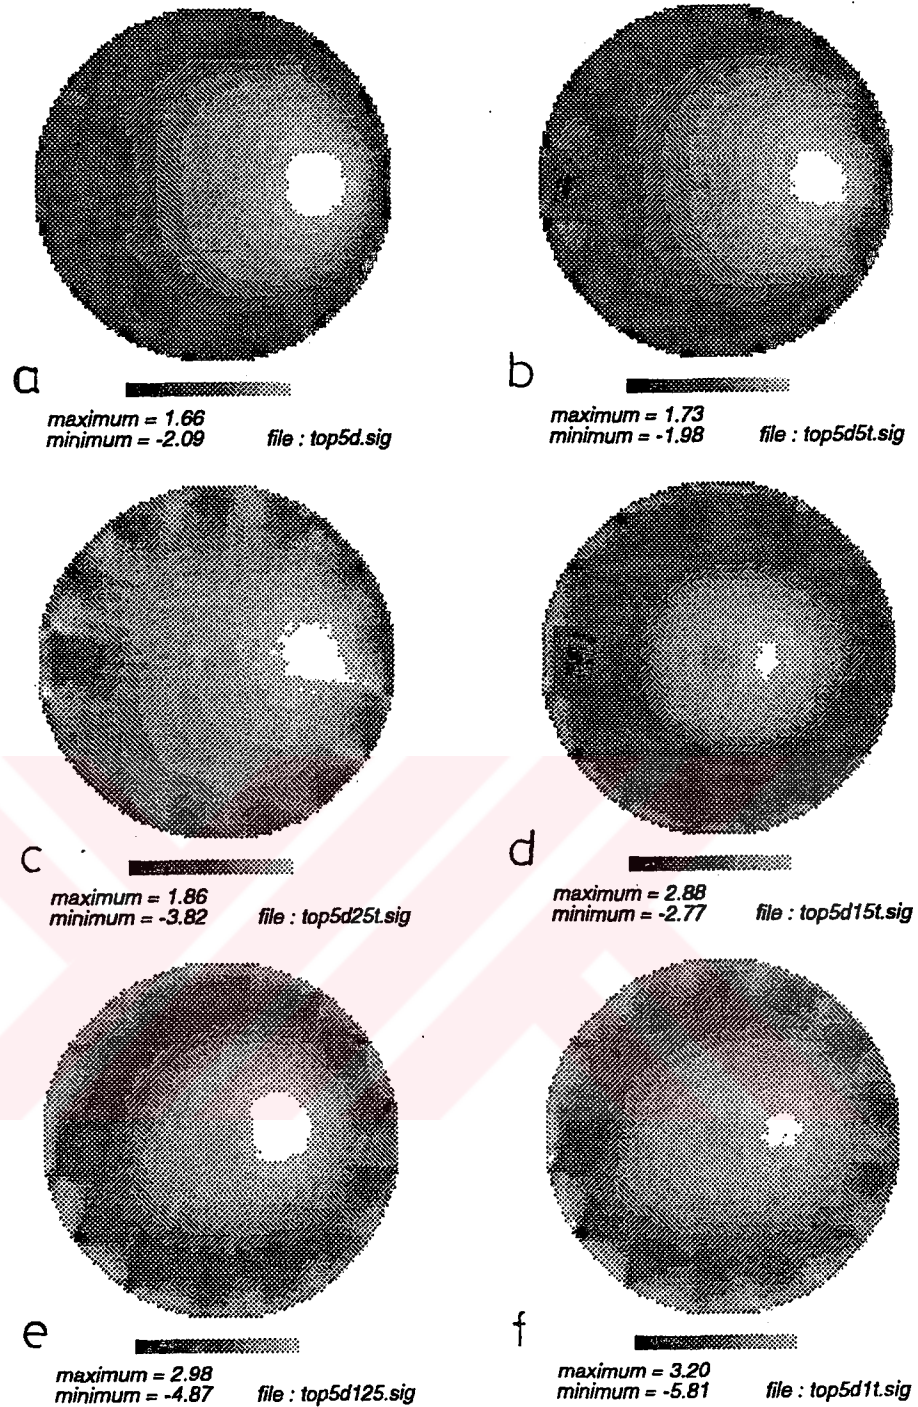 a
maximum = 1.66
minimum = -2.09 file : top5d.sig
b
maximum = 1.73
minimum = -1.98 file : top5d5t.sig
c
maximum = 1.86
minimum = -3.82 file : top5d25t.sig
d
maximum = 2.88
minimum = -2.77 file : top5d15t.sig
e
maximum = 2.98
minimum = -4.87 file : top5d125.sig
f
maximum = 3.20
minimum = -5.81 file : top5d1t.sig